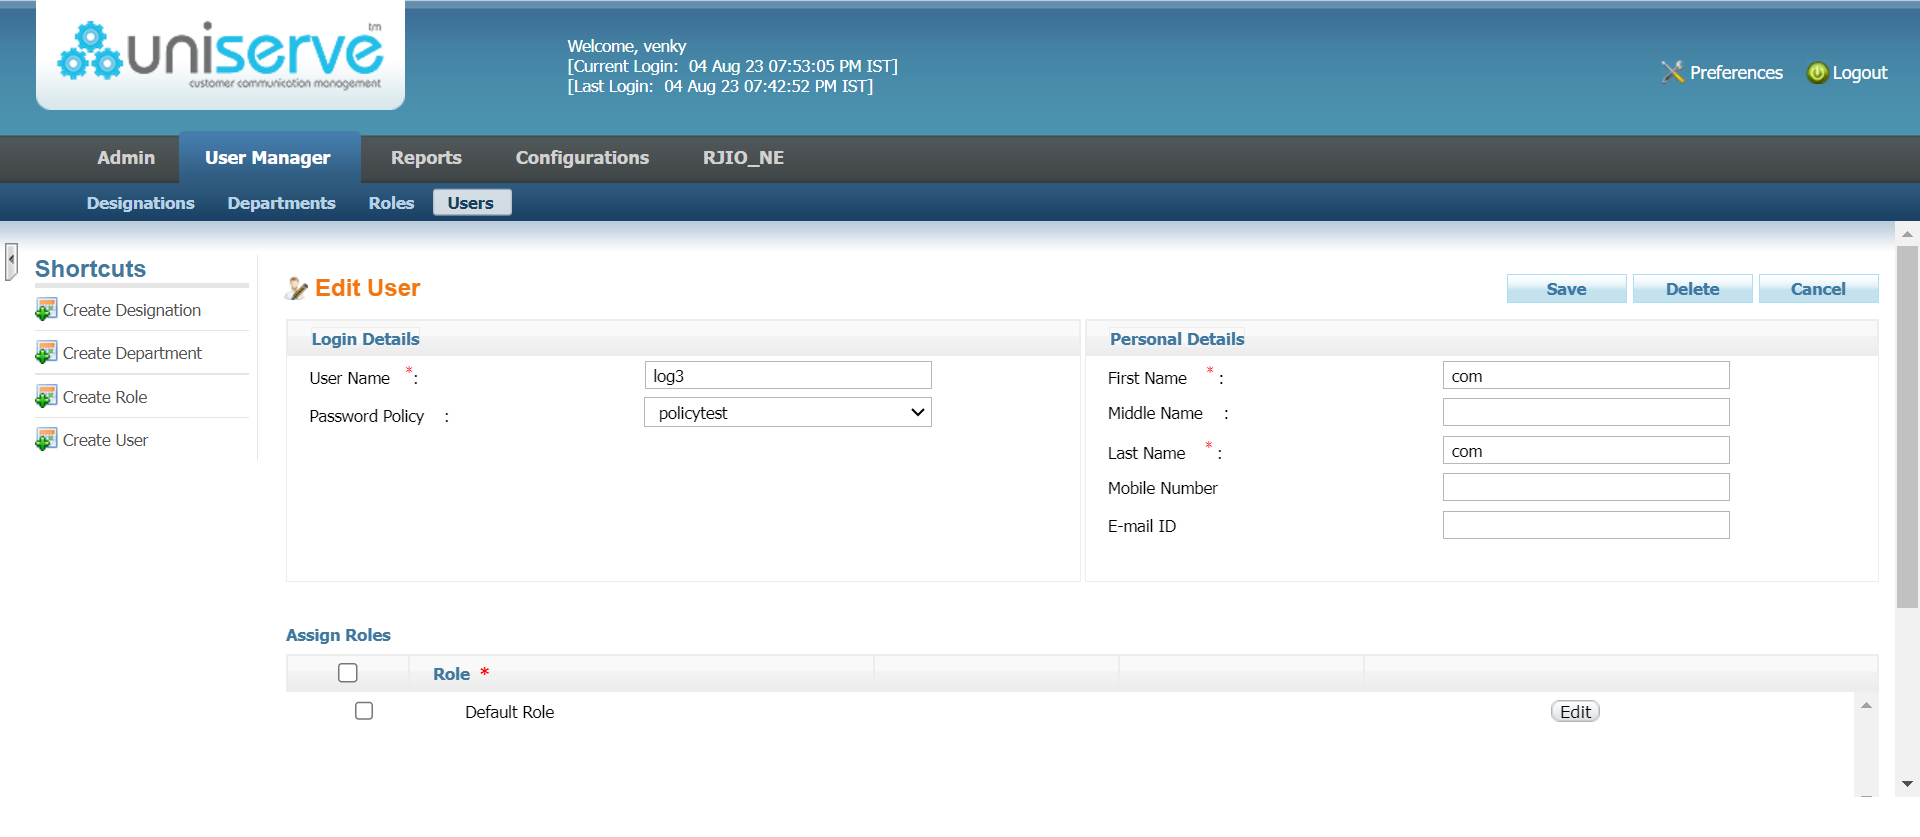 uniserve tm
customer communication management
Welcome, venky
[Current Login: 04 Aug 23 07:53:05 PM IST]
[Last Login: 04 Aug 23 07:42:52 PM IST]
Preferences
Logout
Admin User Manager Reports Configurations RJIO_NE
Designations Departments Roles Users
Shortcuts
Create Designation
Create Department
Create Role
Create User
Edit User
Save Delete Cancel
Login Details
User Name *: log3
Password Policy : policytest
Personal Details
First Name * : com
Middle Name :
Last Name * : com
Mobile Number
E-mail ID
Assign Roles
Role *
Default Role Edit